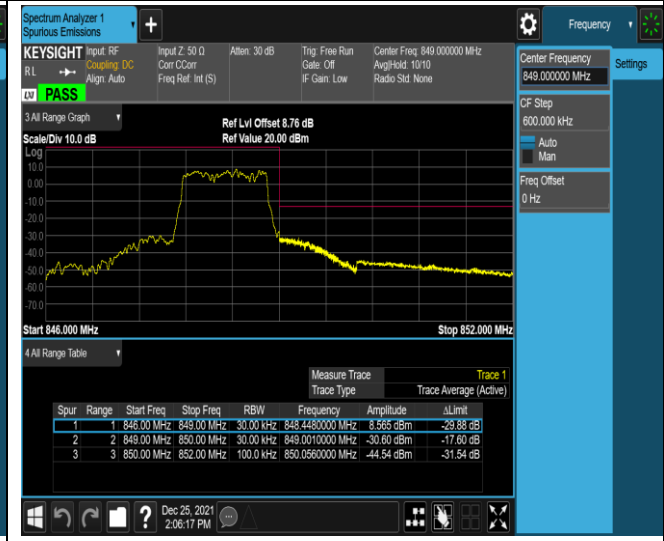 Spectrum Analyzer 1
Spurious Emissions
Frequency
KEYSIGHT
RL
Input: RF
Coupling: DC
Align: Auto
Input Z: 50 Ω
Corr CCorr
Freq Ref: Int (S)
Atten: 30 dB
Trig: Free Run
Gate: Off
IF Gain: Low
Center Freq: 849.000000 MHz
Avg|Hold: 10/10
Radio Std: None
LXI PASS
Center Frequency
849.000000 MHz
Settings
CF Step
600.000 kHz
Auto
Man
Freq Offset
0 Hz
3 All Range Graph
Scale/Div 10.0 dB
Ref Lvl Offset 8.76 dB
Ref Value 20.00 dBm
Log
10.0
0.00
-10.0
-20.0
-30.0
-40.0
-50.0
-60.0
-70.0
Start 846.000 MHz Stop 852.000 MHz
4 All Range Table
Measure Trace Trace 1
Trace Type Trace Average (Active)
Spur Range Start Freq Stop Freq RBW Frequency Amplitude ΔLimit
1 1 846.00 MHz 849.00 MHz 30.00 kHz 848.4480000 MHz 8.565 dBm -29.88 dB
2 2 849.00 MHz 850.00 MHz 30.00 kHz 849.0010000 MHz -30.60 dBm -17.60 dB
3 3 850.00 MHz 852.00 MHz 100.0 kHz 850.0560000 MHz -44.54 dBm -31.54 dB
?
Dec 25, 2021
2:06:17 PM